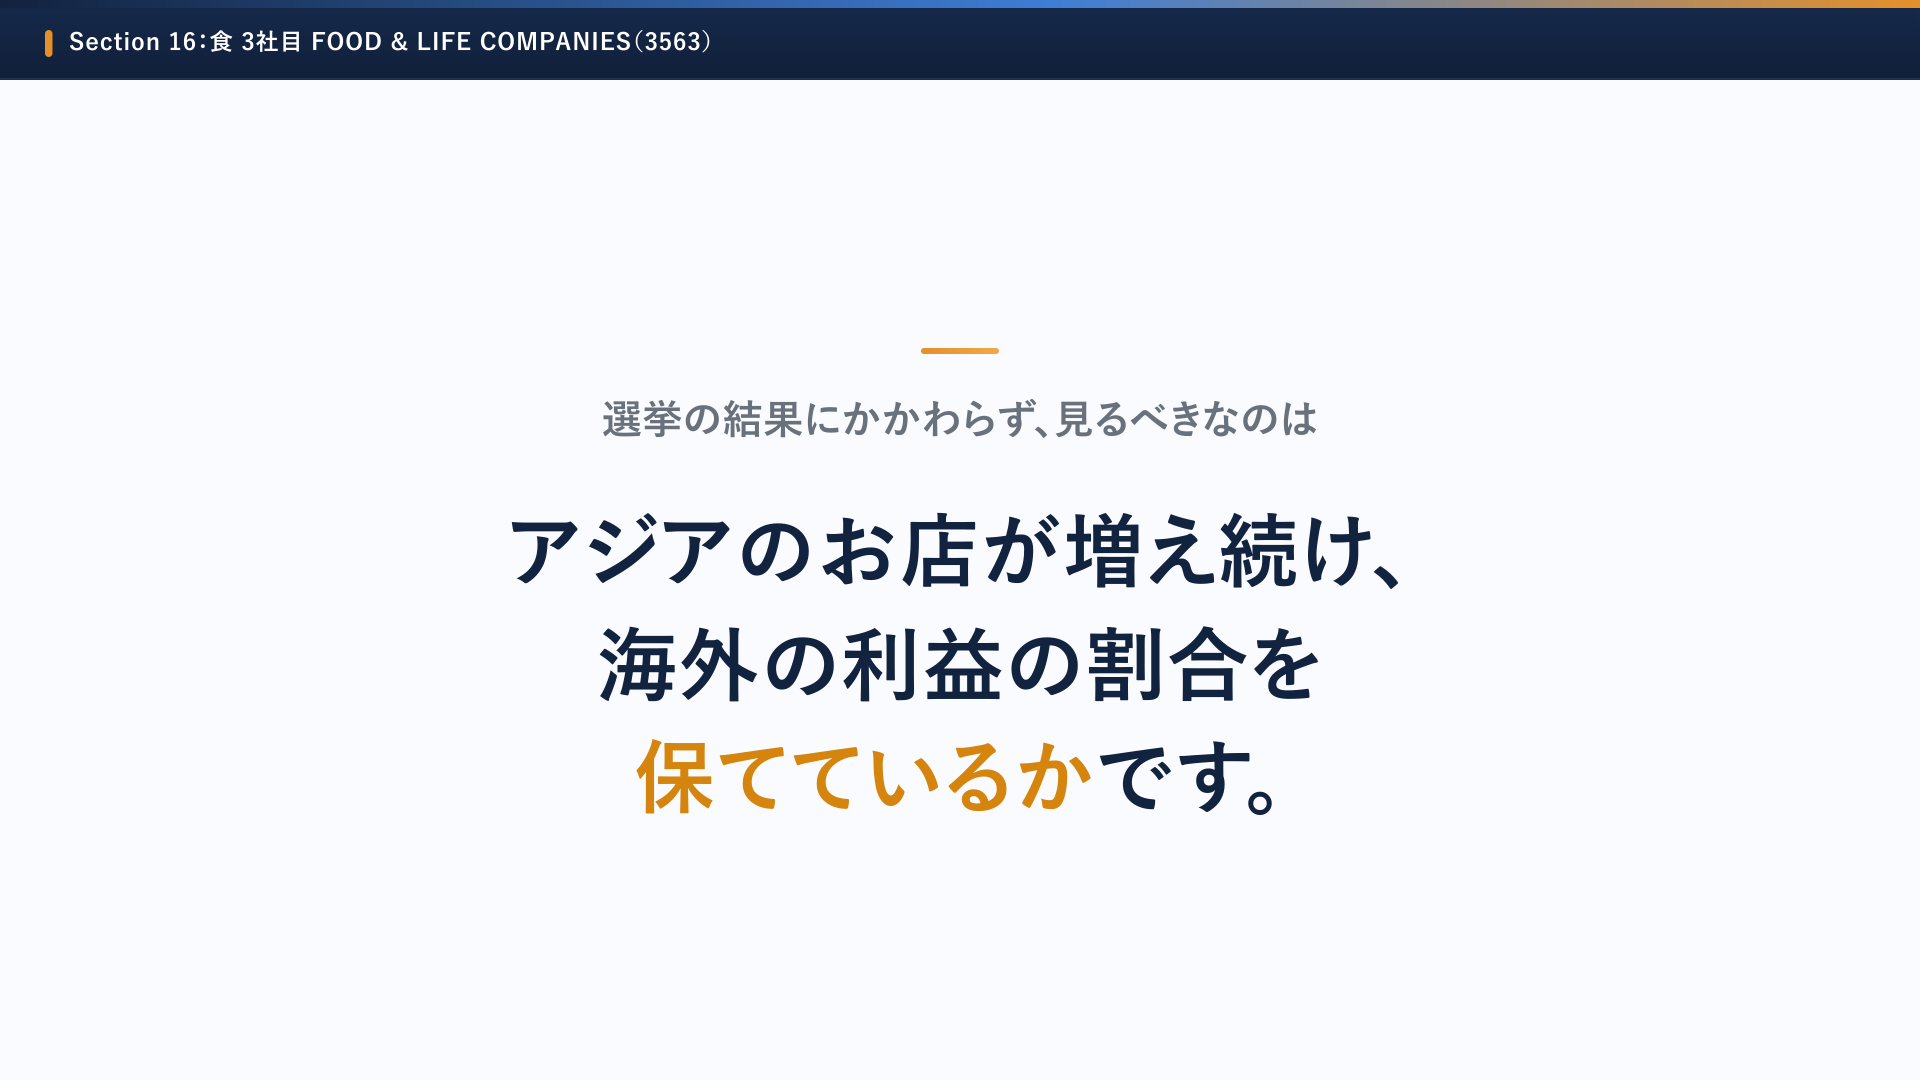 Section 16：食 3社目 FOOD & LIFE COMPANIES（3563）
選挙の結果にかかわらず、見るべきなのは
アジアのお店が増え続け、
海外の利益の割合を
保てているかです。